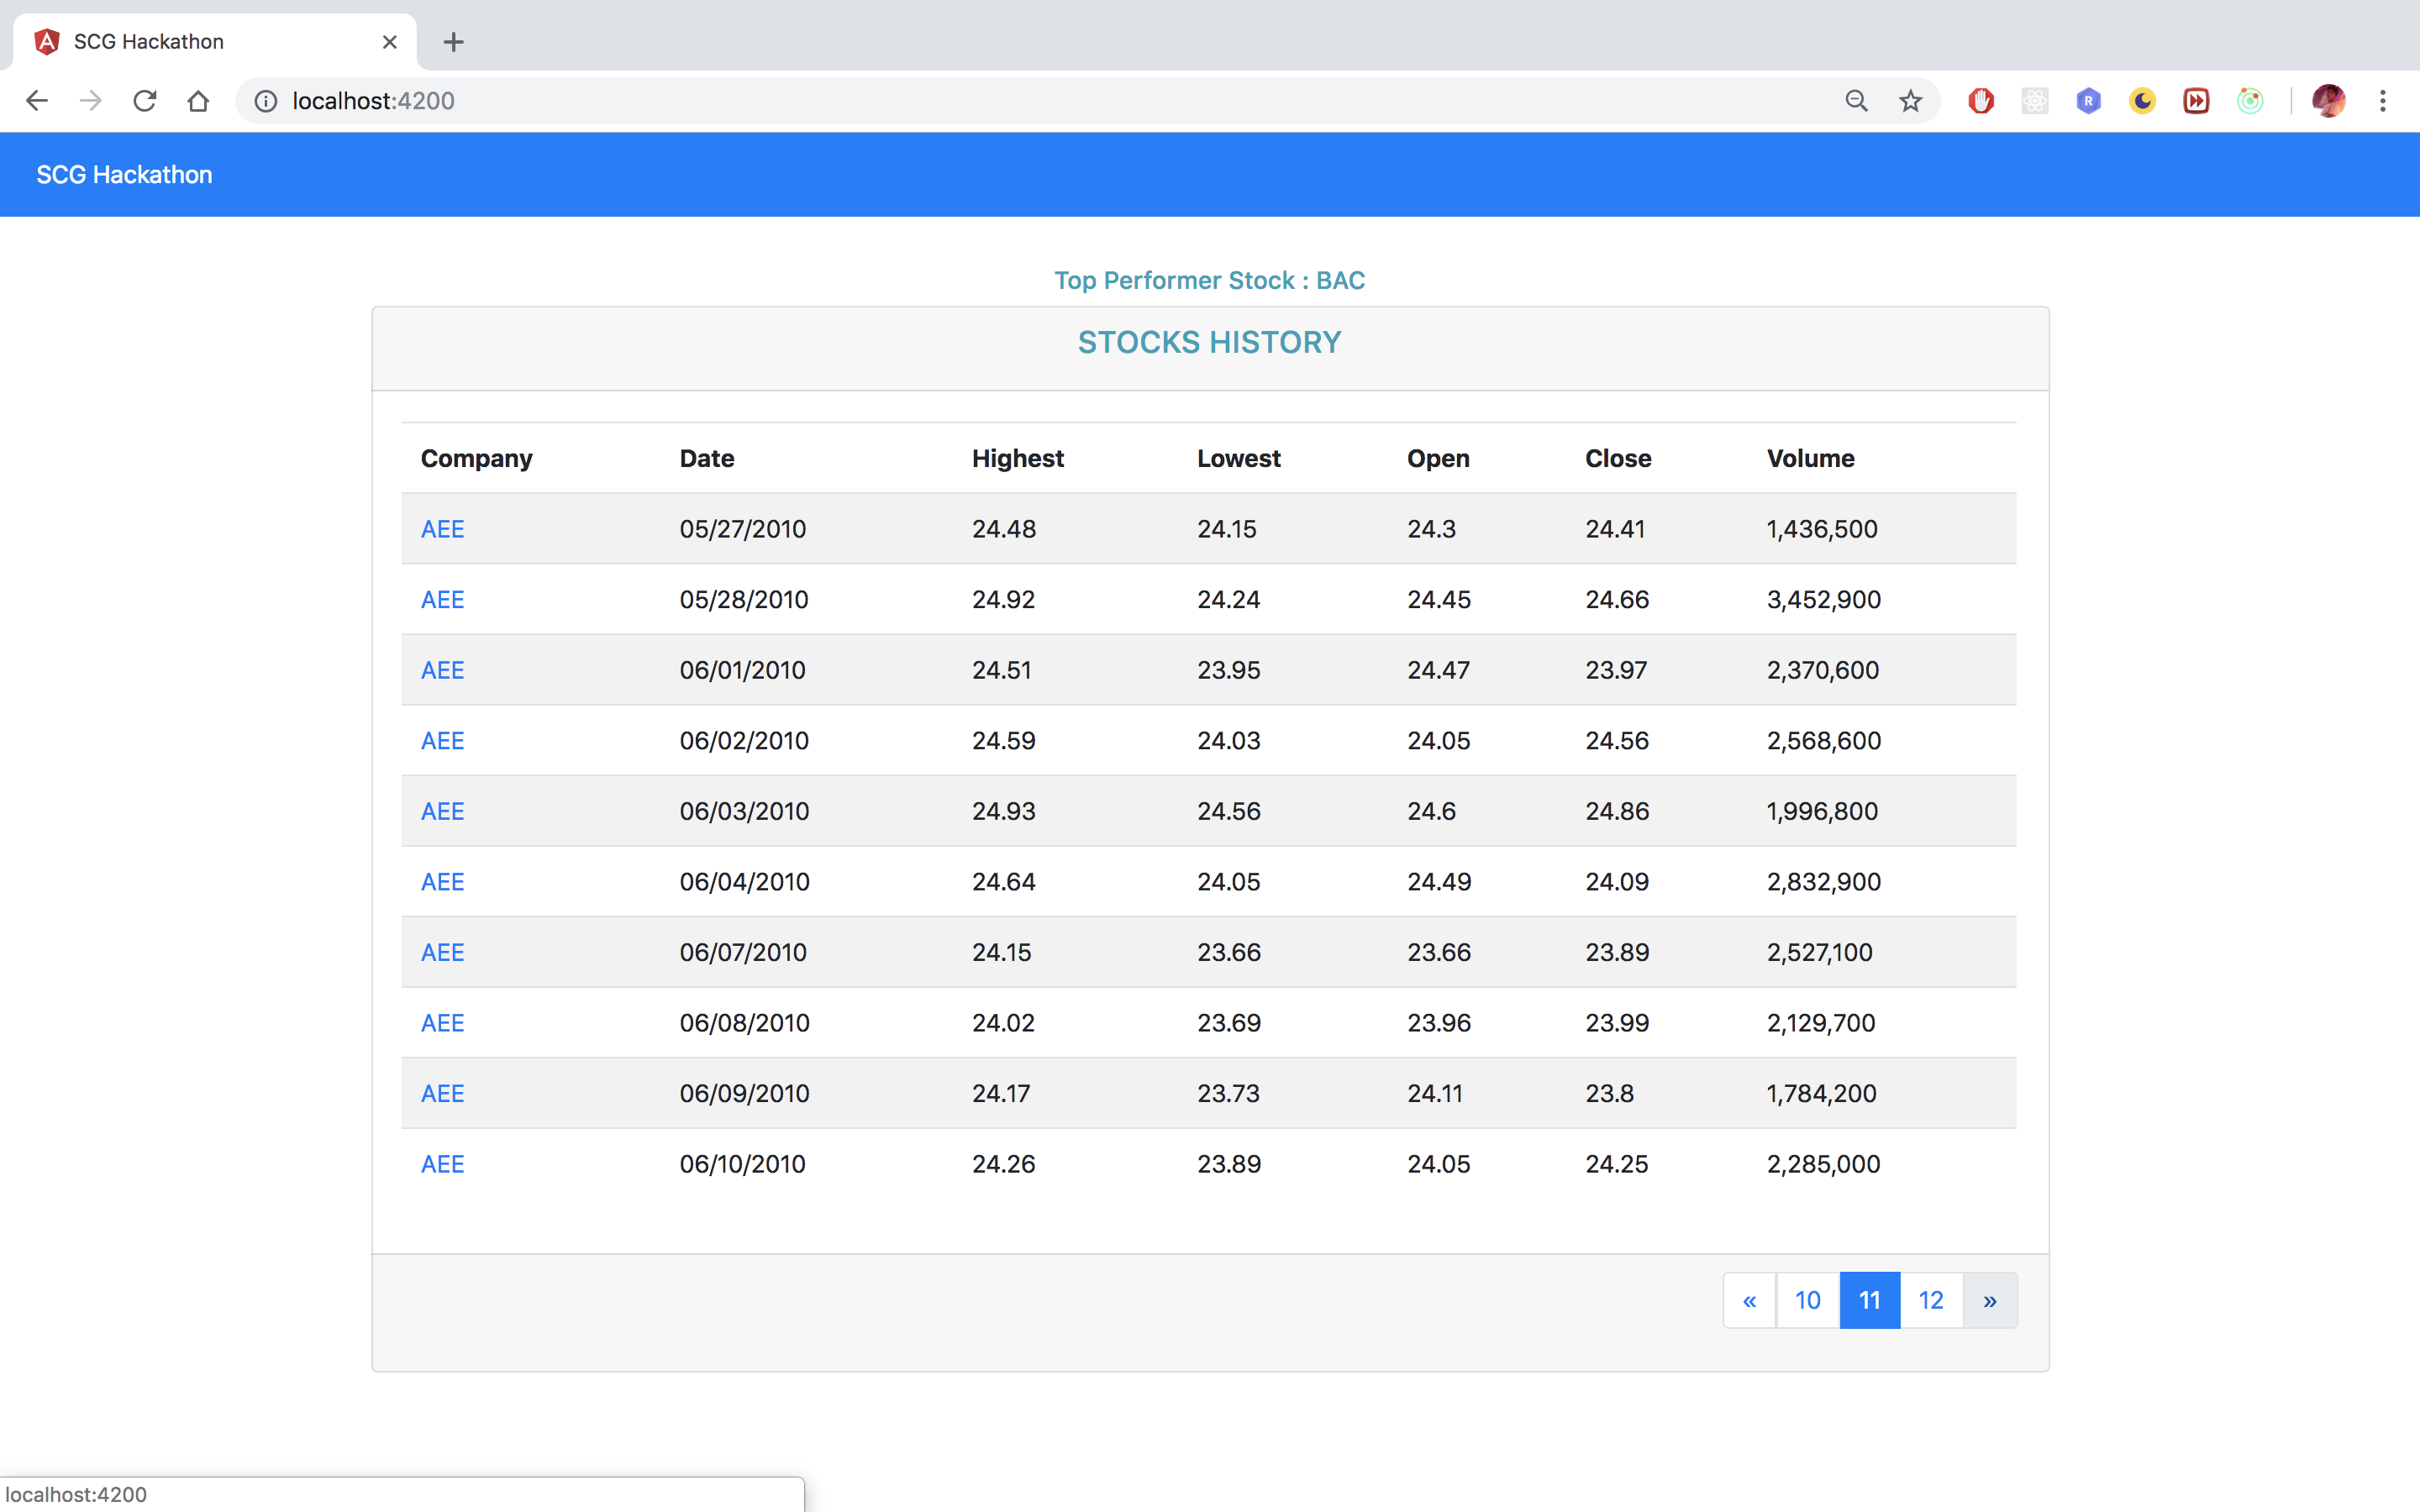 SCG Hackathon
localhost:4200
SCG Hackathon
Top Performer Stock : BAC
STOCKS HISTORY
Company Date Highest Lowest Open Close Volume
AEE 05/27/2010 24.48 24.15 24.3 24.41 1,436,500
AEE 05/28/2010 24.92 24.24 24.45 24.66 3,452,900
AEE 06/01/2010 24.51 23.95 24.47 23.97 2,370,600
AEE 06/02/2010 24.59 24.03 24.05 24.56 2,568,600
AEE 06/03/2010 24.93 24.56 24.6 24.86 1,996,800
AEE 06/04/2010 24.64 24.05 24.49 24.09 2,832,900
AEE 06/07/2010 24.15 23.66 23.66 23.89 2,527,100
AEE 06/08/2010 24.02 23.69 23.96 23.99 2,129,700
AEE 06/09/2010 24.17 23.73 24.11 23.8 1,784,200
AEE 06/10/2010 24.26 23.89 24.05 24.25 2,285,000
« 10 11 12 »
localhost:4200